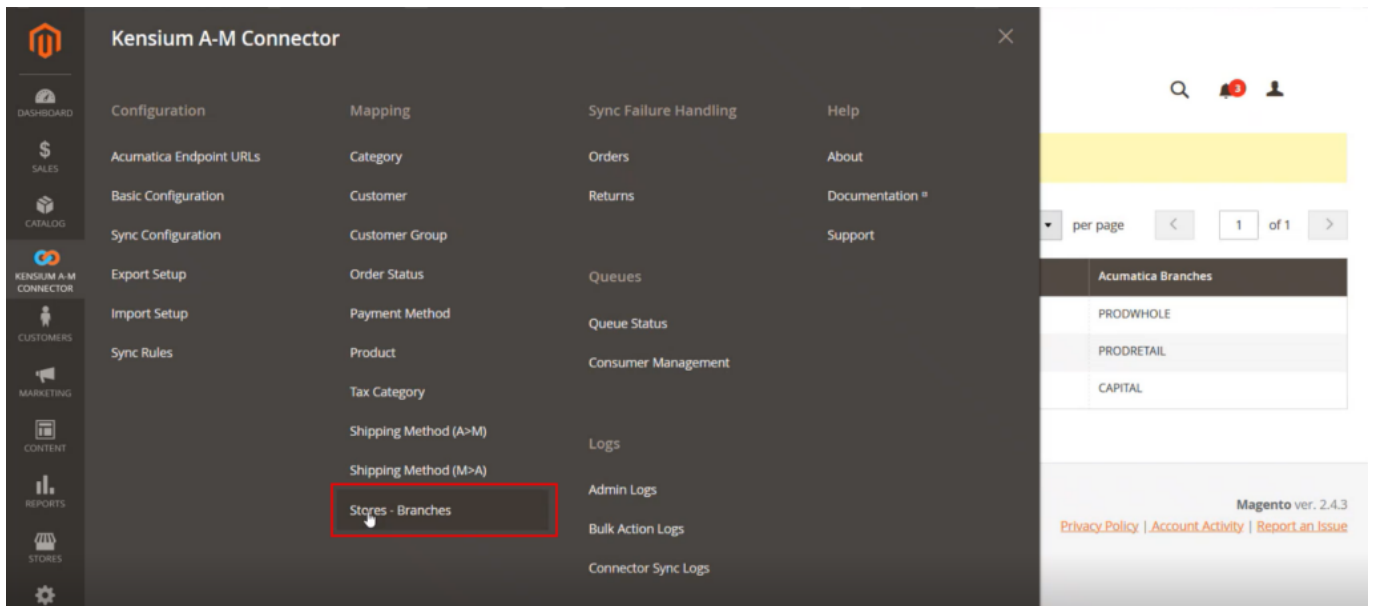 Kensium A-M Connector
DASHBOARD
SALES
CATALOG
KENSIUM A-M
CONNECTOR
CUSTOMERS
MARKETING
CONTENT
REPORTS
STORES
Configuration
Acumatica Endpoint URLs
Basic Configuration
Sync Configuration
Export Setup
Import Setup
Sync Rules
Mapping
Category
Customer
Customer Group
Order Status
Payment Method
Product
Tax Category
Shipping Method (A>M)
Shipping Method (M>A)
Stores - Branches
Sync Failure Handling
Orders
Returns
Queues
Queue Status
Consumer Management
Logs
Admin Logs
Bulk Action Logs
Connector Sync Logs
Help
About
Documentation
Support
3
per page
1 of 1
Acumatica Branches
PRODWHOLE
PRODRETAIL
CAPITAL
Magento ver. 2.4.3
Privacy Policy | Account Activity | Report an Issue